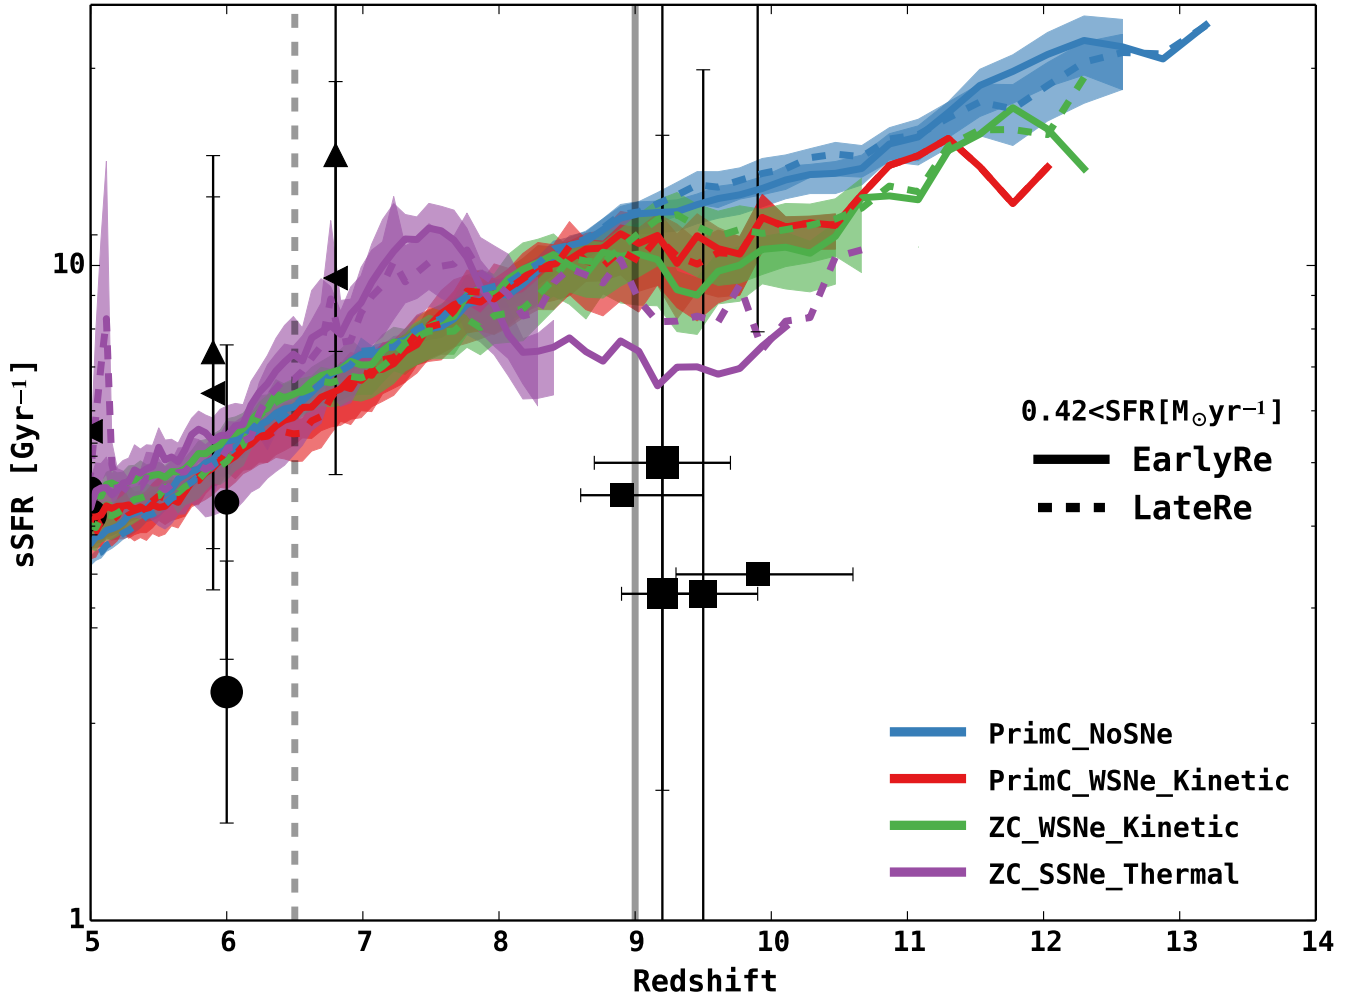 10
1
sSFR [Gyr⁻¹]
0.42<SFR[M⊙yr⁻¹]
EarlyRe
LateRe
PrimC_NoSNe
PrimC_WSNe_Kinetic
ZC_WSNe_Kinetic
ZC_SSNe_Thermal
5 6 7 8 9 10 11 12 13 14
Redshift